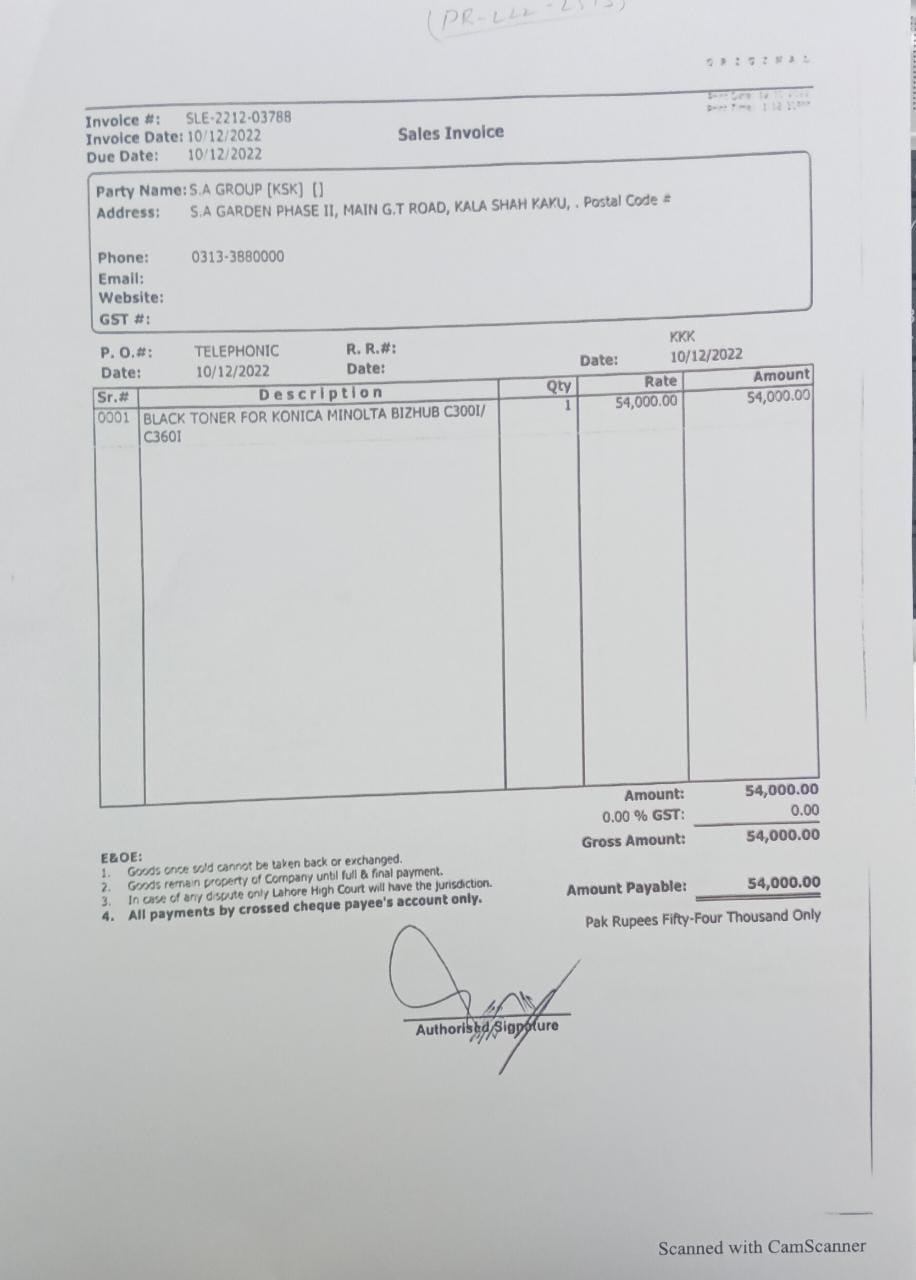 ORIGINAL
Invoice #: SLE-2212-03788
Invoice Date: 10/12/2022
Due Date: 10/12/2022
Sales Invoice
Party Name: S.A GROUP [KSK] []
Address: S.A GARDEN PHASE II, MAIN G.T ROAD, KALA SHAH KAKU, . Postal Code #
Phone: 0313-3880000
Email:
Website:
GST #:
P. O.#: TELEPHONIC R. R.#: KKK
Date: 10/12/2022 Date: Date: 10/12/2022
Sr.# Description Qty Rate Amount
0001 BLACK TONER FOR KONICA MINOLTA BIZHUB C300I/ 1 54,000.00 54,000.00
C360I
Amount: 54,000.00
0.00 % GST: 0.00
Gross Amount: 54,000.00
E&OE:
1. Goods once sold cannot be taken back or exchanged.
2. Goods remain property of Company until full & final payment.
3. In case of any dispute only Lahore High Court will have the jurisdiction.
4. All payments by crossed cheque payee's account only.
Amount Payable: 54,000.00
Pak Rupees Fifty-Four Thousand Only
Authorised Signature
Scanned with CamScanner